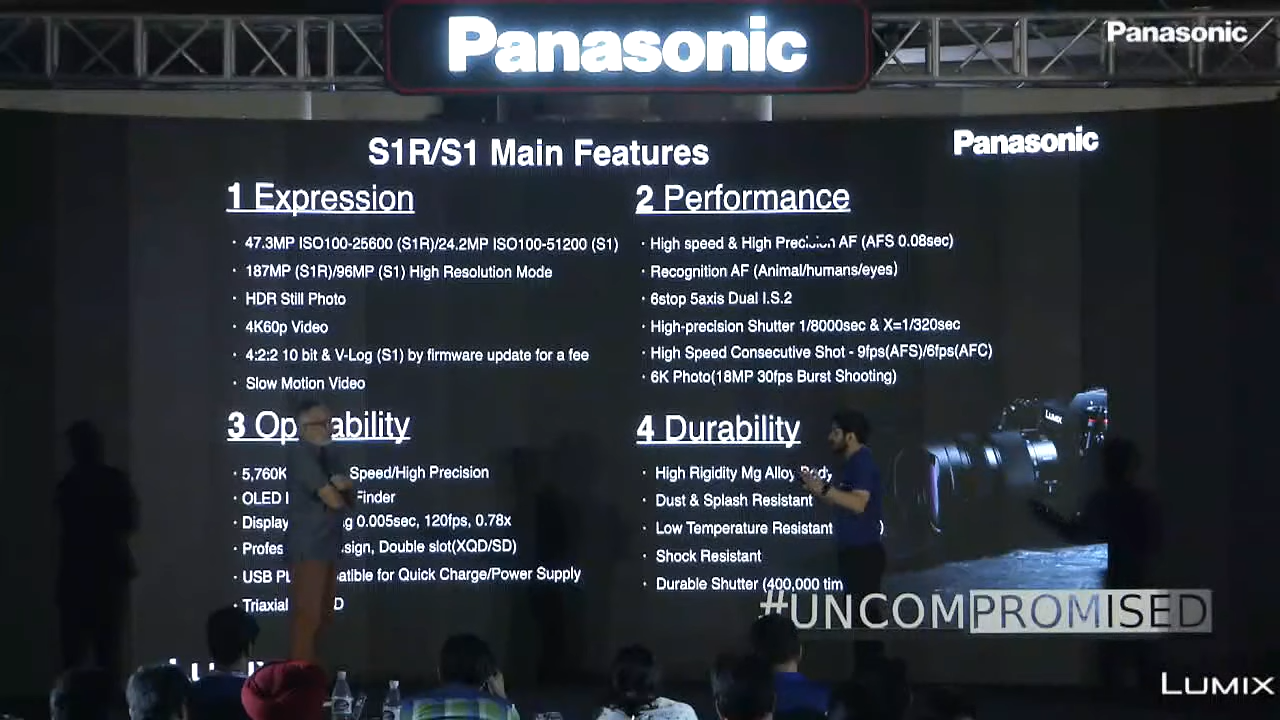 Panasonic
Panasonic
Panasonic
S1R/S1 Main Features
1 Expression
· 47.3MP ISO100-25600 (S1R)/24.2MP ISO100-51200 (S1)
· 187MP (S1R)/96MP (S1) High Resolution Mode
· HDR Still Photo
· 4K60p Video
· 4:2:2 10 bit & V-Log (S1) by firmware update for a fee
· Slow Motion Video
2 Performance
· High speed & High Precision AF (AFS 0.08sec)
· Recognition AF (Animal/humans/eyes)
· 6stop 5axis Dual I.S.2
· High-precision Shutter 1/8000sec & X=1/320sec
· High Speed Consecutive Shot - 9fps(AFS)/6fps(AFC)
· 6K Photo(18MP 30fps Burst Shooting)
3 Op ability
· 5,760K Speed/High Precision
· OLED Finder
· Display 0.005sec, 120fps, 0.78x
· Double slot(XQD/SD)
· USB for Quick Charge/Power Supply
· Triaxial
4 Durability
· High Rigidity Mg Alloy Body
· Dust & Splash Resistant
· Low Temperature Resistant
· Shock Resistant
· Durable Shutter (400,000 tim
LUMIX
#UNCOMPROMISED
LUMIX